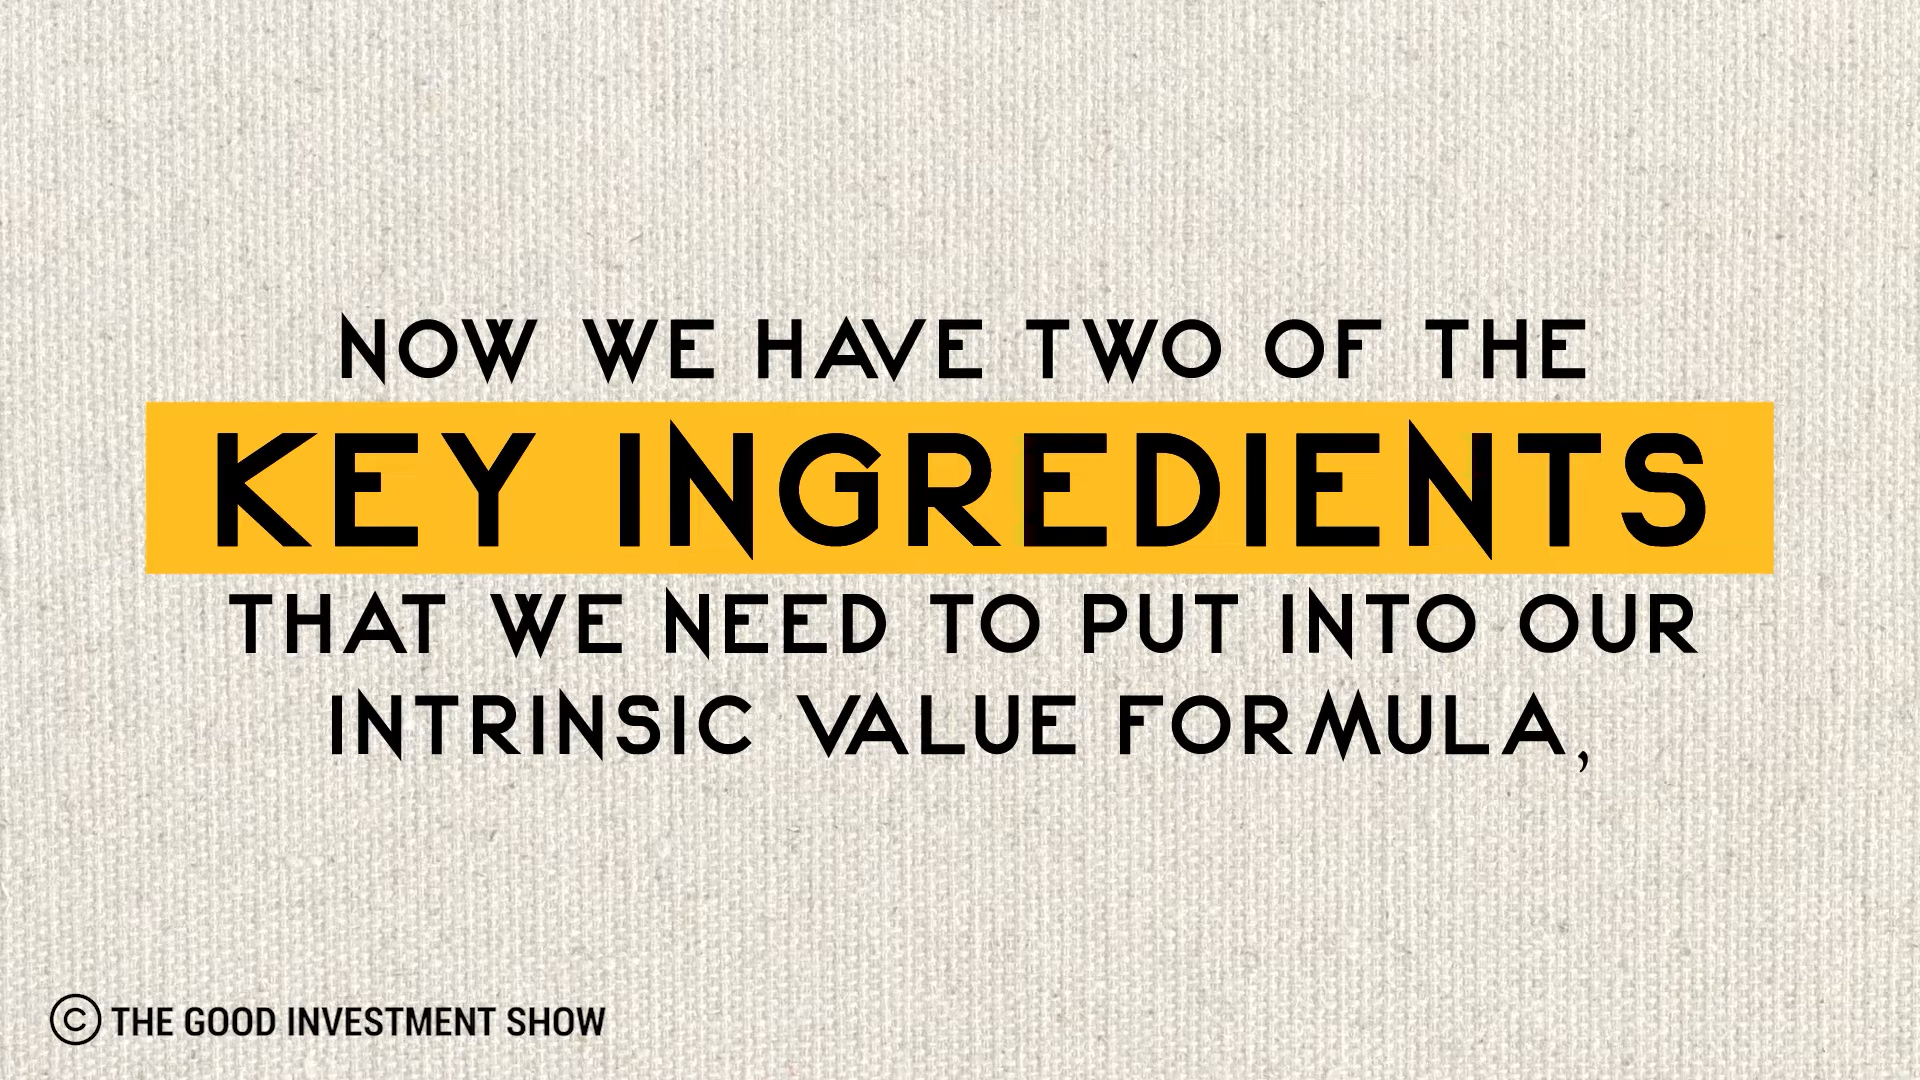 NOW WE HAVE TWO OF THE
KEY INGREDIENTS
THAT WE NEED TO PUT INTO OUR
INTRINSIC VALUE FORMULA,
© THE GOOD INVESTMENT SHOW